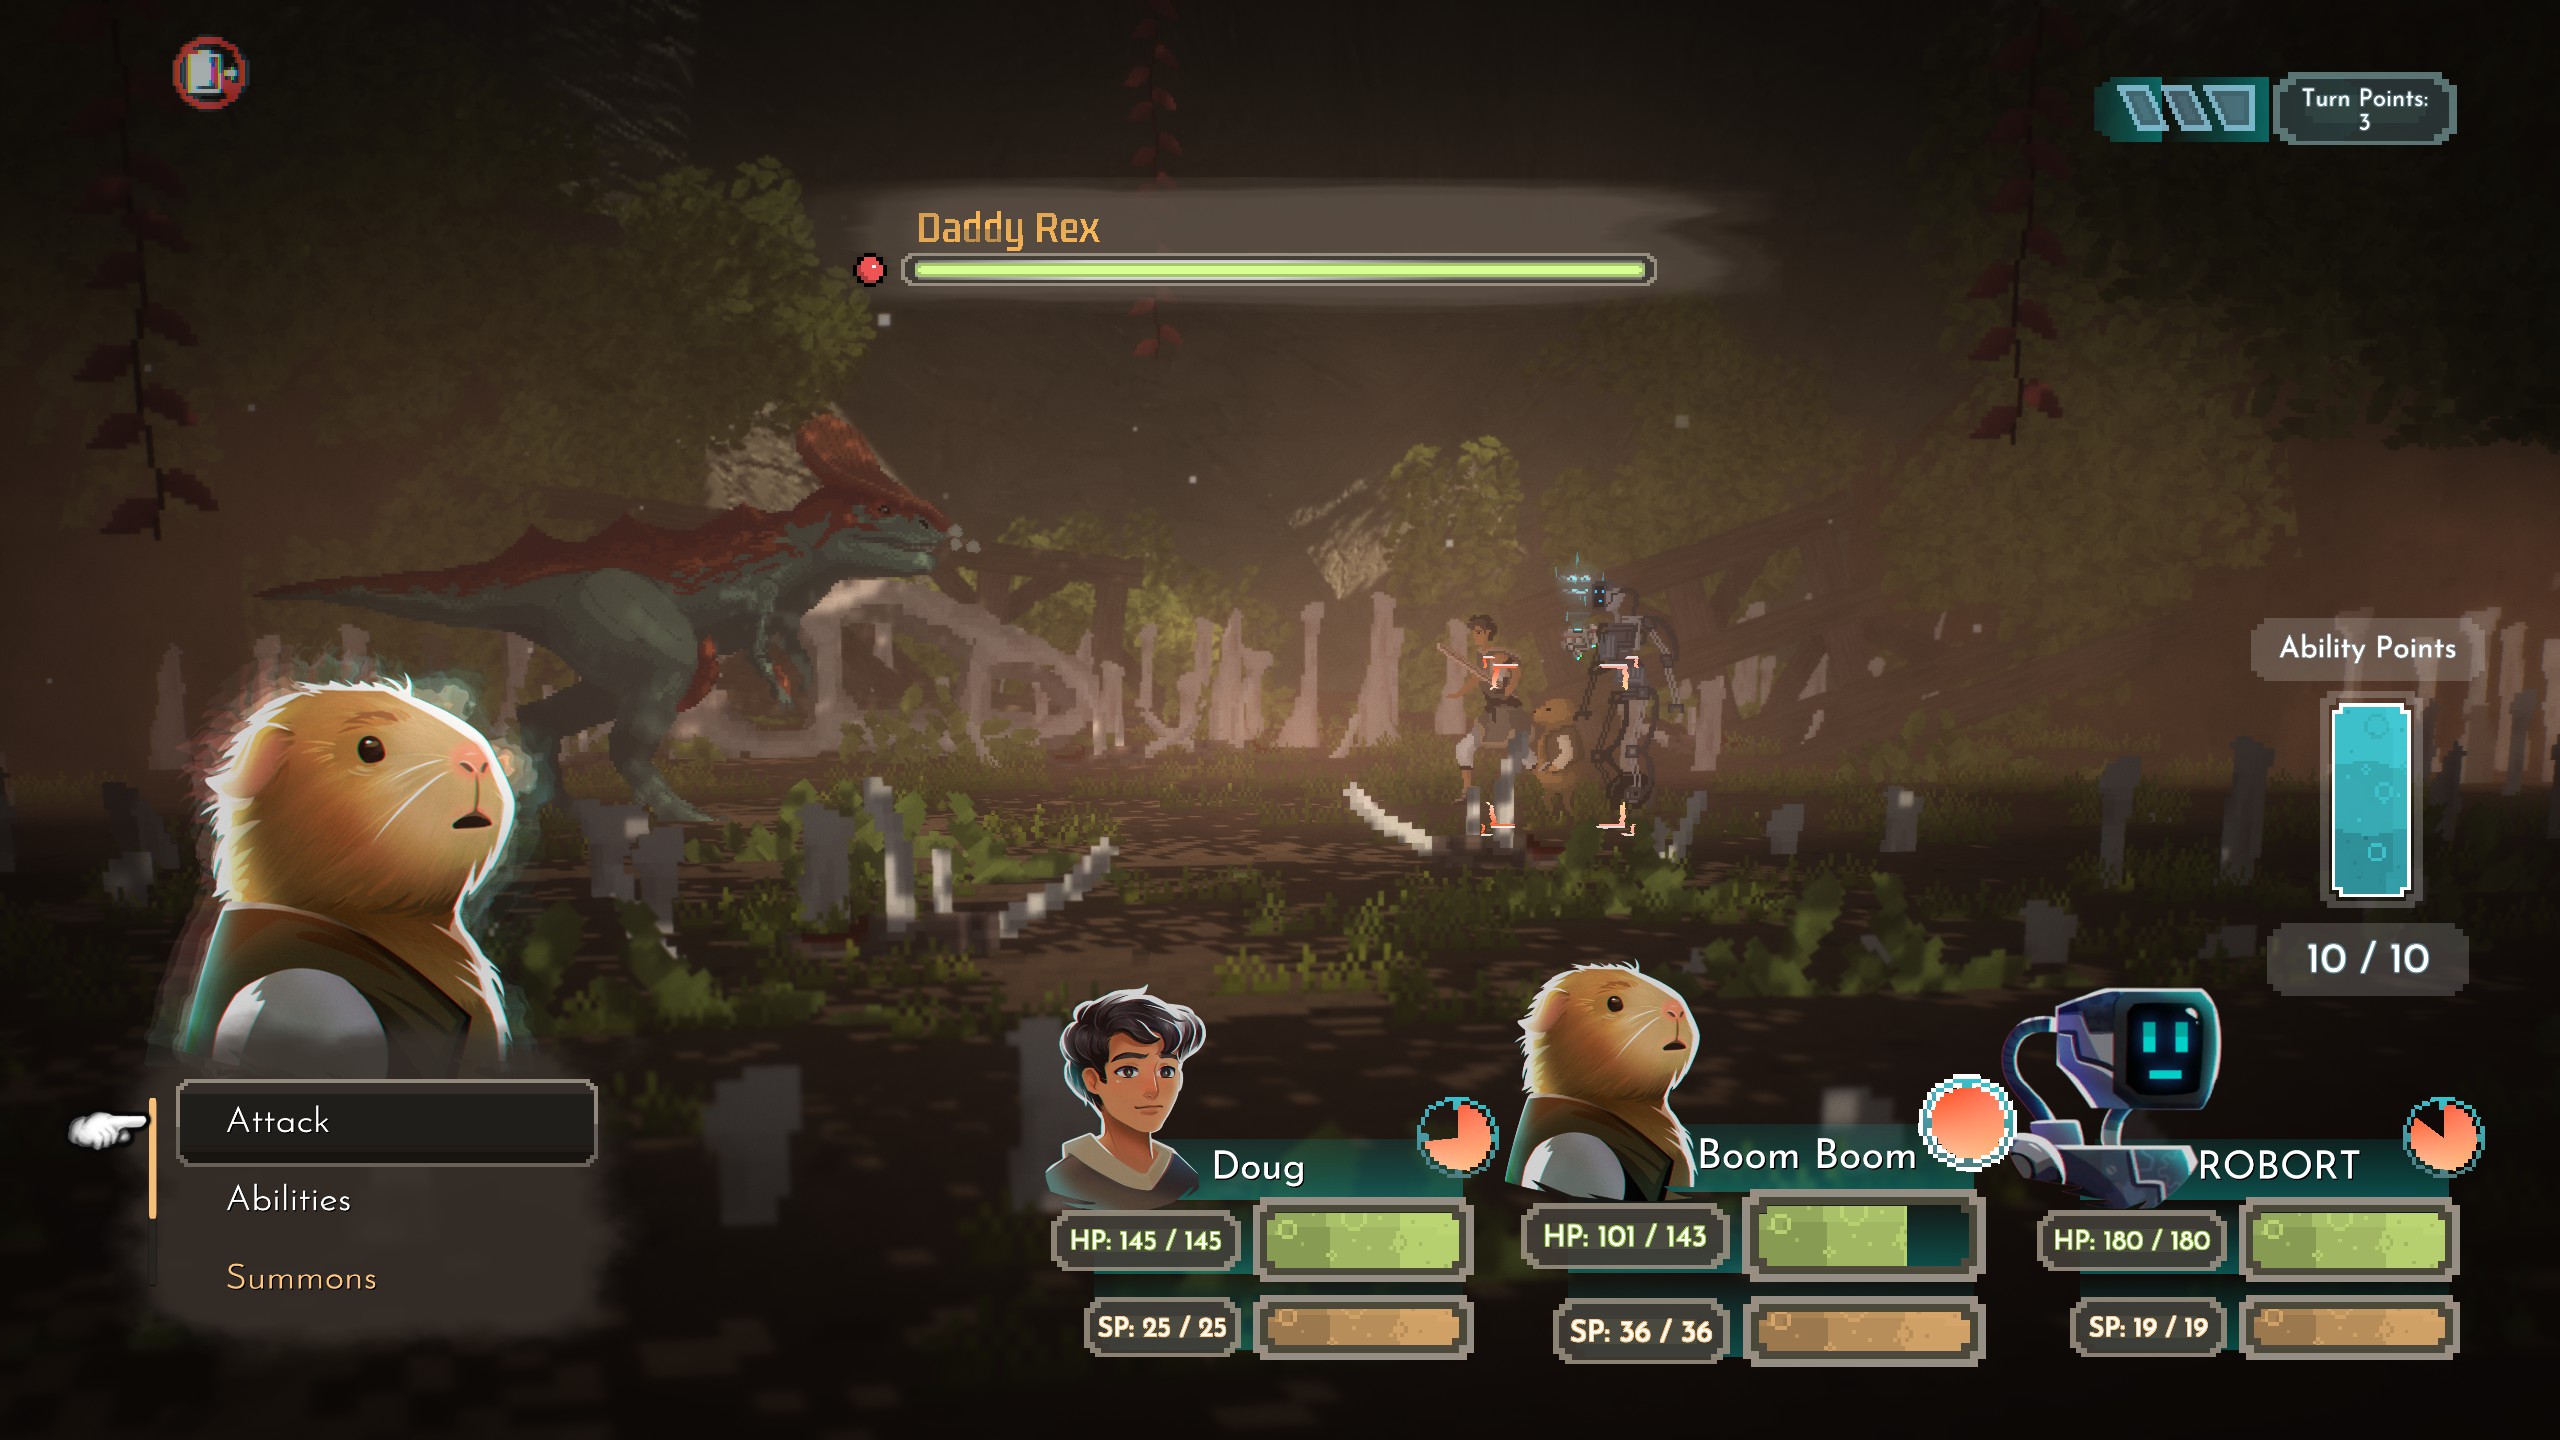 Turn Points:
3
Daddy Rex
Ability Points
10 / 10
Attack
Abilities
Summons
Doug
HP: 145 / 145
SP: 25 / 25
Boom Boom
HP: 101 / 143
SP: 36 / 36
ROBORT
HP: 180 / 180
SP: 19 / 19